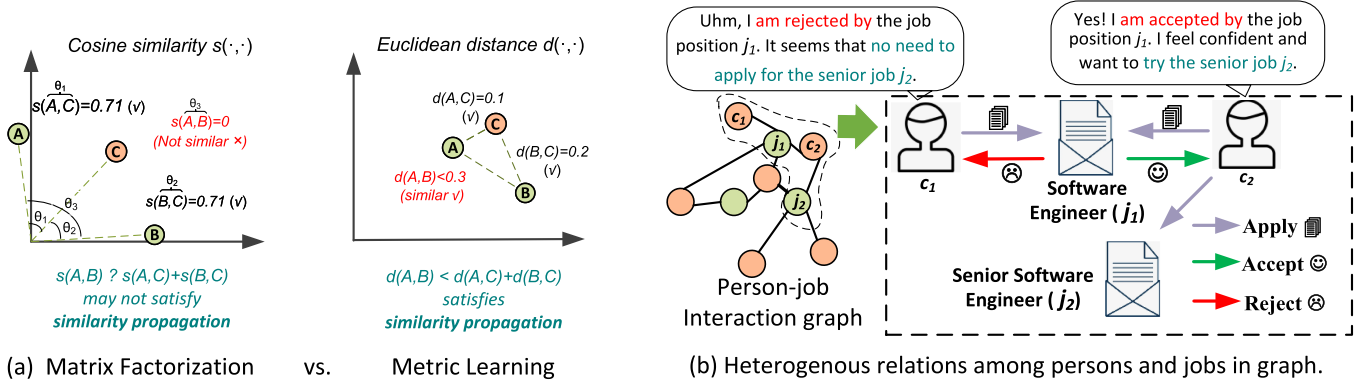 Cosine similarity s(·,·)
θ₁
s(A,C)=0.71 (√)
θ₃
s(A,B)=0
(Not similar ×)
A
C
θ₂
s(B,C)=0.71 (√)
θ₃
θ₁
θ₂
B
s(A,B) ? s(A,C)+s(B,C)
may not satisfy
similarity propagation
Euclidean distance d(·,·)
d(A,C)=0.1
(√)
C
A
d(B,C)=0.2
(√)
d(A,B)<0.3
(similar √)
B
d(A,B) < d(A,C)+d(B,C)
satisfies
similarity propagation
(a) Matrix Factorization vs. Metric Learning
Uhm, I am rejected by the job
position j₁. It seems that no need to
apply for the senior job j₂.
Yes! I am accepted by the job
position j₁. I feel confident and
want to try the senior job j₂.
c₁
j₁
c₂
j₂
Person-job
Interaction graph
c₁
Software
Engineer ( j₁)
c₂
Senior Software
Engineer ( j₂)
Apply
Accept
Reject
(b) Heterogenous relations among persons and jobs in graph.